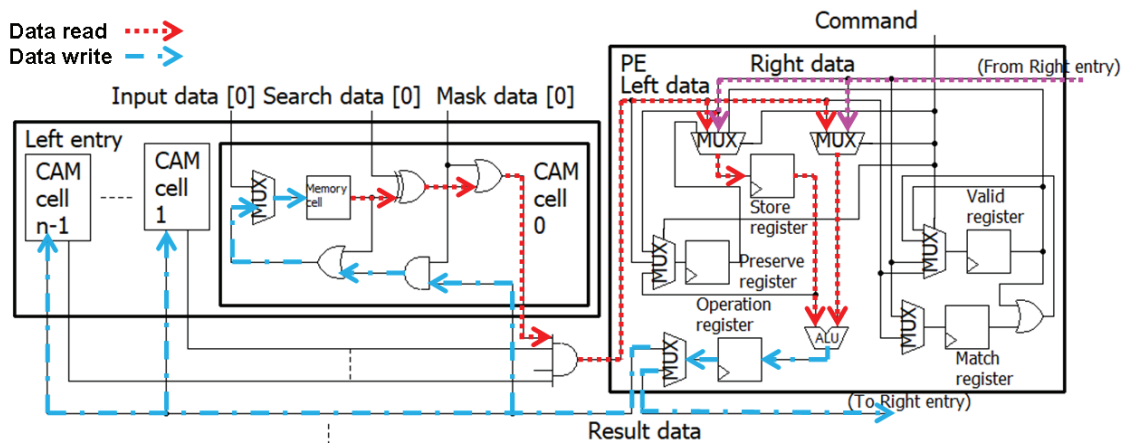 Command
Data read
Data write
PE
Right data
(From Right entry)
Left data
Input data [0] Search data [0] Mask data [0]
Left entry
CAM
cell
n-1
CAM
cell
1
MUX
Memory
cell
CAM
cell
0
MUX
MUX
Store
register
Valid
register
MUX
MUX
Preserve
register
Operation
register
MUX
ALU
MUX
Match
register
(To Right entry)
Result data